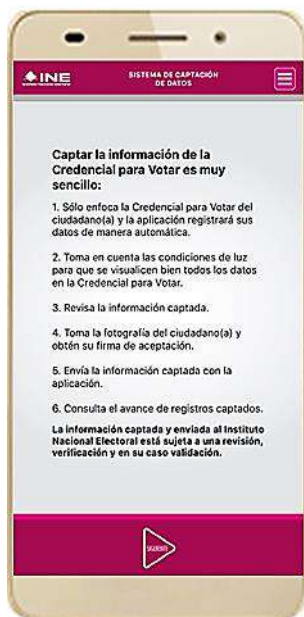 INE
SISTEMA DE CAPTACIÓN
DE DATOS
Captar la información de la
Credencial para Votar es muy
sencillo:
1. Sólo enfoca la Credencial para Votar del
ciudadano(a) y la aplicación registrará sus
datos de manera automática.
2. Toma en cuenta las condiciones de luz
para que se visualicen bien todos los datos
en la Credencial para Votar.
3. Revisa la información captada.
4. Toma la fotografía del ciudadano(a) y
obtén su firma de aceptación.
5. Envía la información captada con la
aplicación.
6. Consulta el avance de registros captados.
La información captada y enviada al Instituto
Nacional Electoral está sujeta a una revisión,
verificación y en su caso validación.
SIGUIENTE